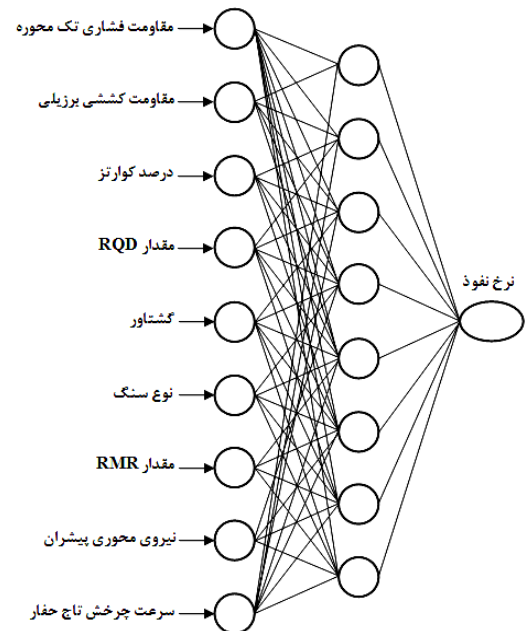 مقاومت فشاری تک محوره
مقاومت کششی برزیلی
درصد کوارتز
مقدار RQD
نرخ نفوذ
گشتاور
نوع سنگ
مقدار RMR
نیروی محوری پیشران
سرعت چرخش تاج حفار